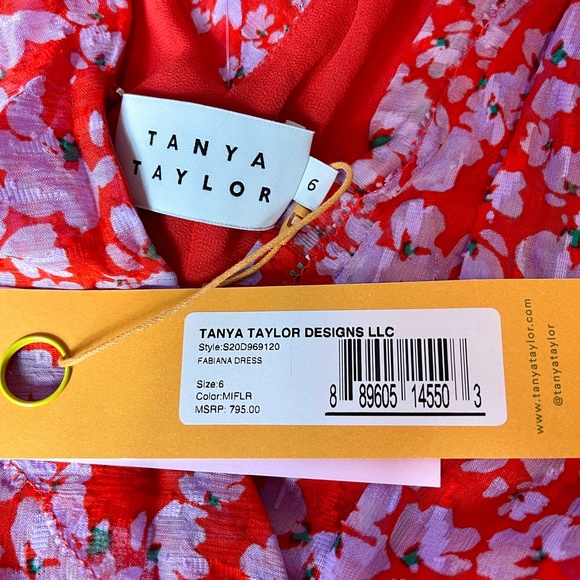 TANYA
TAYLOR
6
TANYA TAYLOR DESIGNS LLC
Style:S20D969120
FABIANA DRESS
Size:6
Color:MIFLR
MSRP: 795.00
8 89605 14550 3
www.tanyataylor.com
@tanyataylor